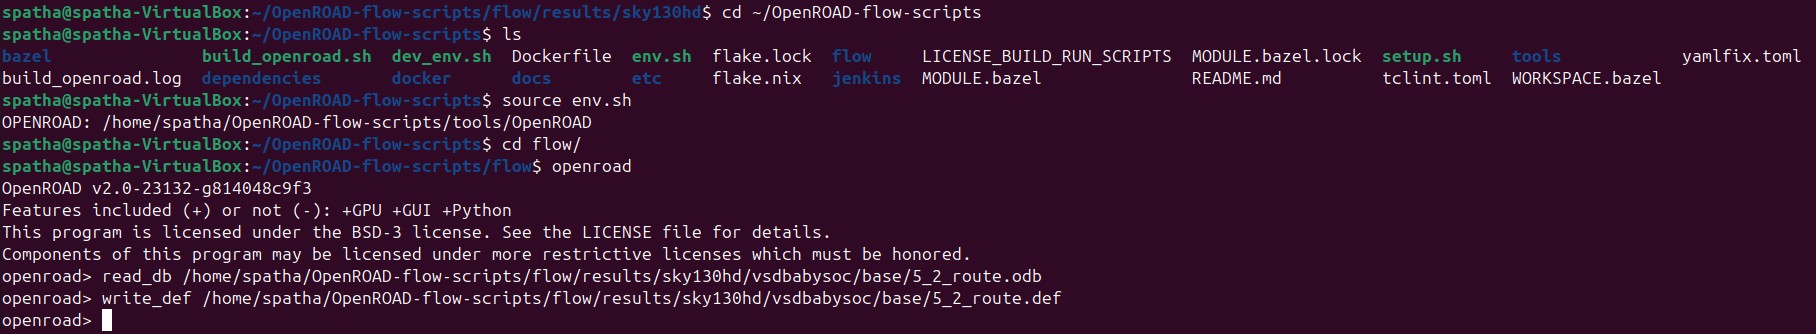 spatha@spatha-VirtualBox:~/OpenROAD-flow-scripts/flow/results/sky130hd$ cd ~/OpenROAD-flow-scripts
spatha@spatha-VirtualBox:~/OpenROAD-flow-scripts$ ls
bazel build_openroad.sh dev_env.sh Dockerfile env.sh flake.lock flow LICENSE_BUILD_RUN_SCRIPTS MODULE.bazel.lock setup.sh tools yamlfix.toml
build_openroad.log dependencies docker docs etc flake.nix jenkins MODULE.bazel README.md tclint.toml WORKSPACE.bazel
spatha@spatha-VirtualBox:~/OpenROAD-flow-scripts$ source env.sh
OPENROAD: /home/spatha/OpenROAD-flow-scripts/tools/OpenROAD
spatha@spatha-VirtualBox:~/OpenROAD-flow-scripts$ cd flow/
spatha@spatha-VirtualBox:~/OpenROAD-flow-scripts/flow$ openroad
OpenROAD v2.0-23132-g814048c9f3
Features included (+) or not (-): +GPU +GUI +Python
This program is licensed under the BSD-3 license. See the LICENSE file for details.
Components of this program may be licensed under more restrictive licenses which must be honored.
openroad> read_db /home/spatha/OpenROAD-flow-scripts/flow/results/sky130hd/vsdbabysoc/base/5_2_route.odb
openroad> write_def /home/spatha/OpenROAD-flow-scripts/flow/results/sky130hd/vsdbabysoc/base/5_2_route.def
openroad>